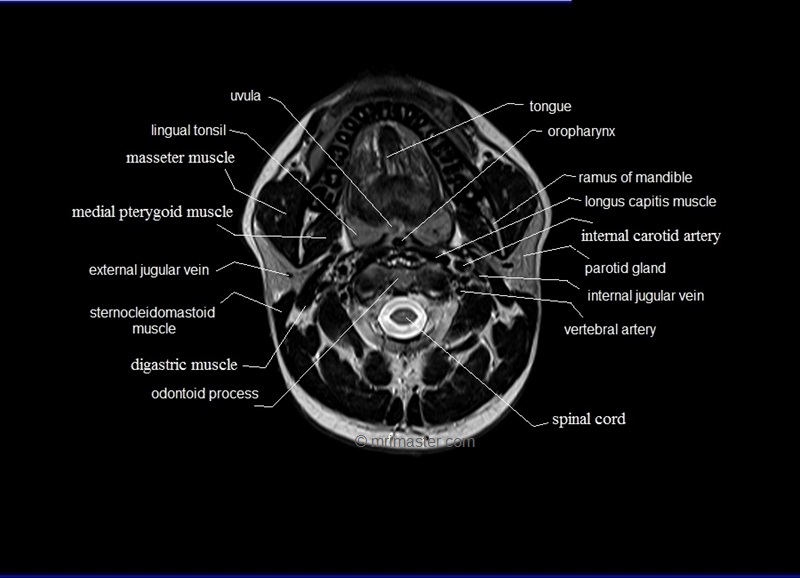 uvula
lingual tonsil
masseter muscle
medial pterygoid muscle
external jugular vein
sternocleidomastoid
muscle
digastric muscle
odontoid process
tongue
oropharynx
ramus of mandible
longus capitis muscle
internal carotid artery
parotid gland
internal jugular vein
vertebral artery
spinal cord
© mrimaster.com